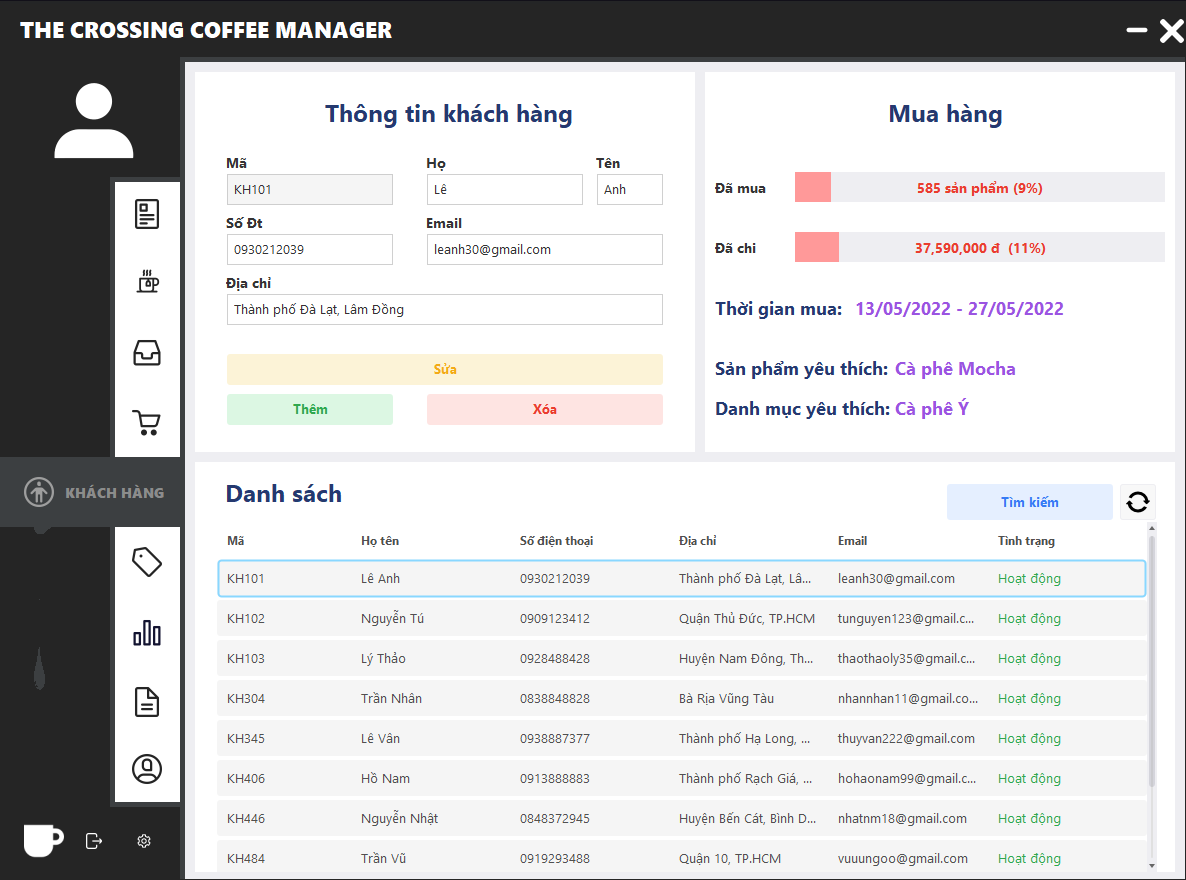 THE CROSSING COFFEE MANAGER
Thông tin khách hàng
Mã Họ Tên
KH101 Lê Anh
Số Đt Email
0930212039 leanh30@gmail.com
Địa chỉ
Thành phố Đà Lạt, Lâm Đồng
Sửa
Thêm Xóa
Mua hàng
Đã mua 585 sản phẩm (9%)
Đã chi 37,590,000 đ (11%)
Thời gian mua: 13/05/2022 - 27/05/2022
Sản phẩm yêu thích: Cà phê Mocha
Danh mục yêu thích: Cà phê Ý
KHÁCH HÀNG
Danh sách
Tìm kiếm
Mã Họ tên Số điện thoại Địa chỉ Email Tình trạng
KH101 Lê Anh 0930212039 Thành phố Đà Lạt, Lâ... leanh30@gmail.com Hoạt động
KH102 Nguyễn Tú 0909123412 Quận Thủ Đức, TP.HCM tunguyen123@gmail.c... Hoạt động
KH103 Lý Thảo 0928488428 Huyện Nam Đông, Th... thaothaoly35@gmail.c... Hoạt động
KH304 Trần Nhân 0838848828 Bà Rịa Vũng Tàu nhannhan11@gmail.co... Hoạt động
KH345 Lê Vân 0938887377 Thành phố Hạ Long, ... thuyvan222@gmail.com Hoạt động
KH406 Hồ Nam 0913888883 Thành phố Rạch Giá, ... hohaonam99@gmail.c... Hoạt động
KH446 Nguyễn Nhật 0848372945 Huyện Bến Cát, Bình D... nhatnm18@gmail.com Hoạt động
KH484 Trần Vũ 0919293488 Quận 10, TP.HCM vuuungoo@gmail.com Hoạt động